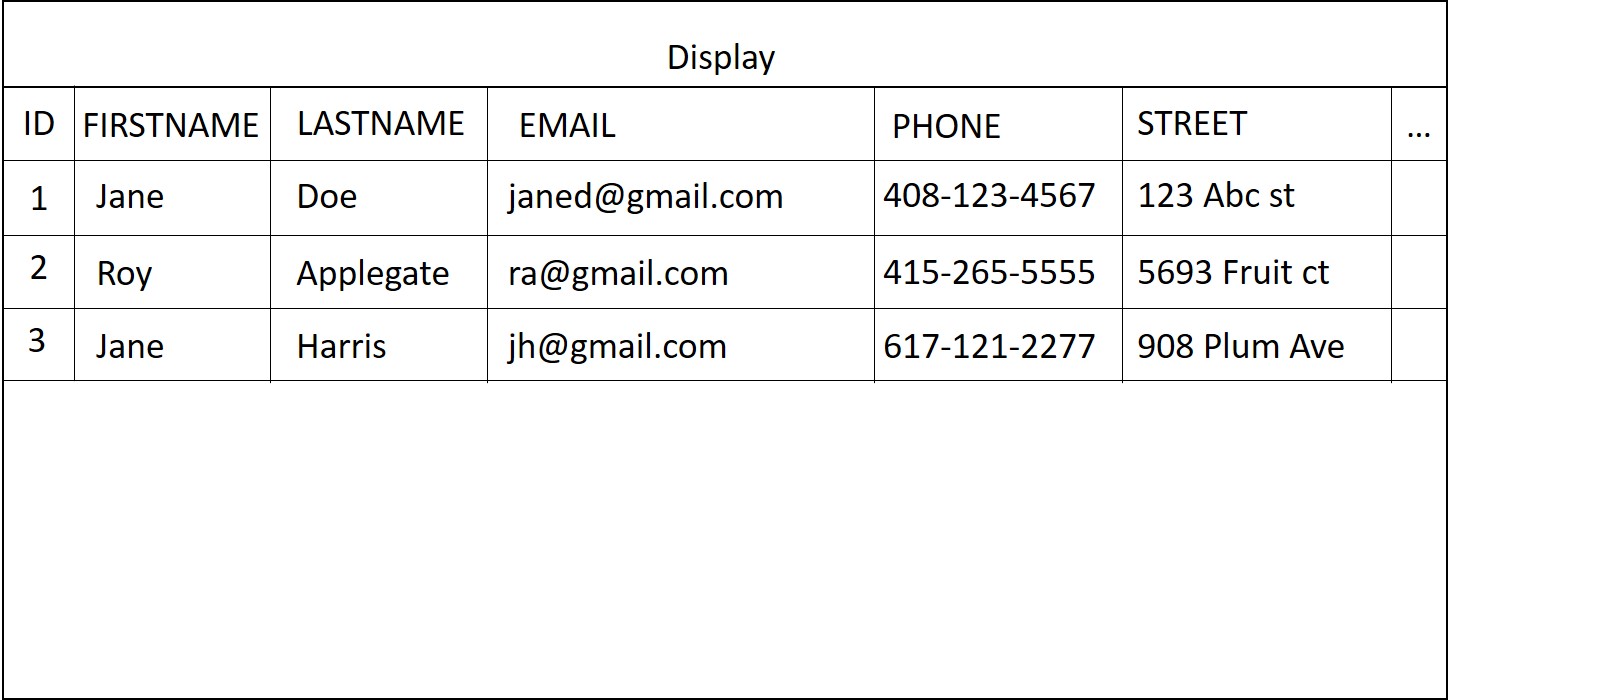 Display
ID FIRSTNAME LASTNAME EMAIL PHONE STREET ...
1 Jane Doe janed@gmail.com 408-123-4567 123 Abc st
2 Roy Applegate ra@gmail.com 415-265-5555 5693 Fruit ct
3 Jane Harris jh@gmail.com 617-121-2277 908 Plum Ave